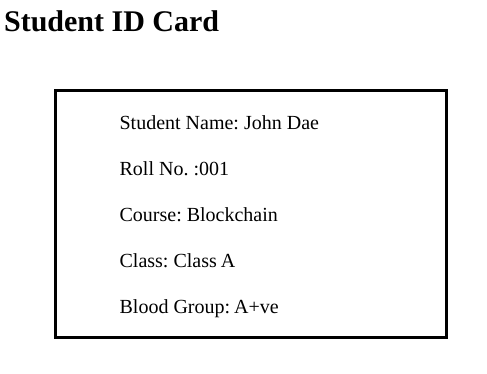 Student ID Card
Student Name: John Dae
Roll No. :001
Course: Blockchain
Class: Class A
Blood Group: A+ve